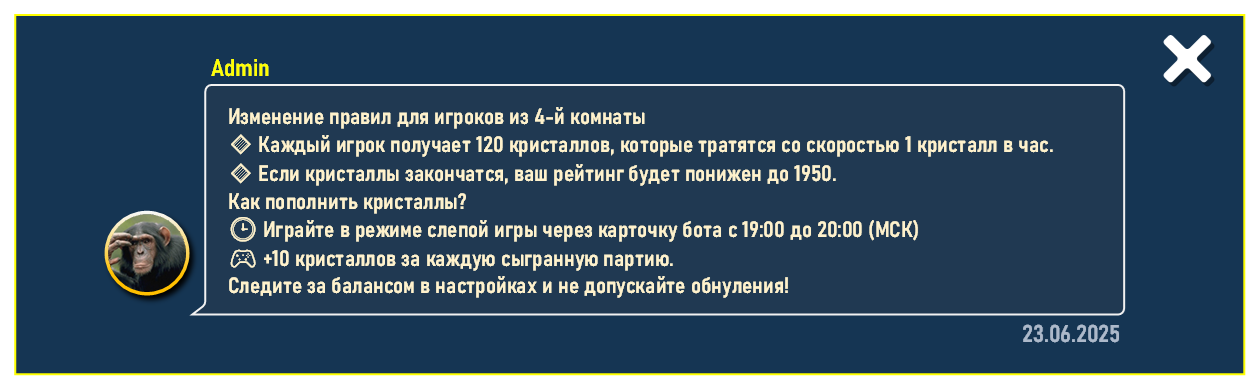 Admin
Изменение правил для игроков из 4-й комнаты
Каждый игрок получает 120 кристаллов, которые тратятся со скоростью 1 кристалл в час.
Если кристаллы закончатся, ваш рейтинг будет понижен до 1950.
Как пополнить кристаллы?
Играйте в режиме слепой игры через карточку бота с 19:00 до 20:00 (МСК)
+10 кристаллов за каждую сыгранную партию.
Следите за балансом в настройках и не допускайте обнуления!
23.06.2025